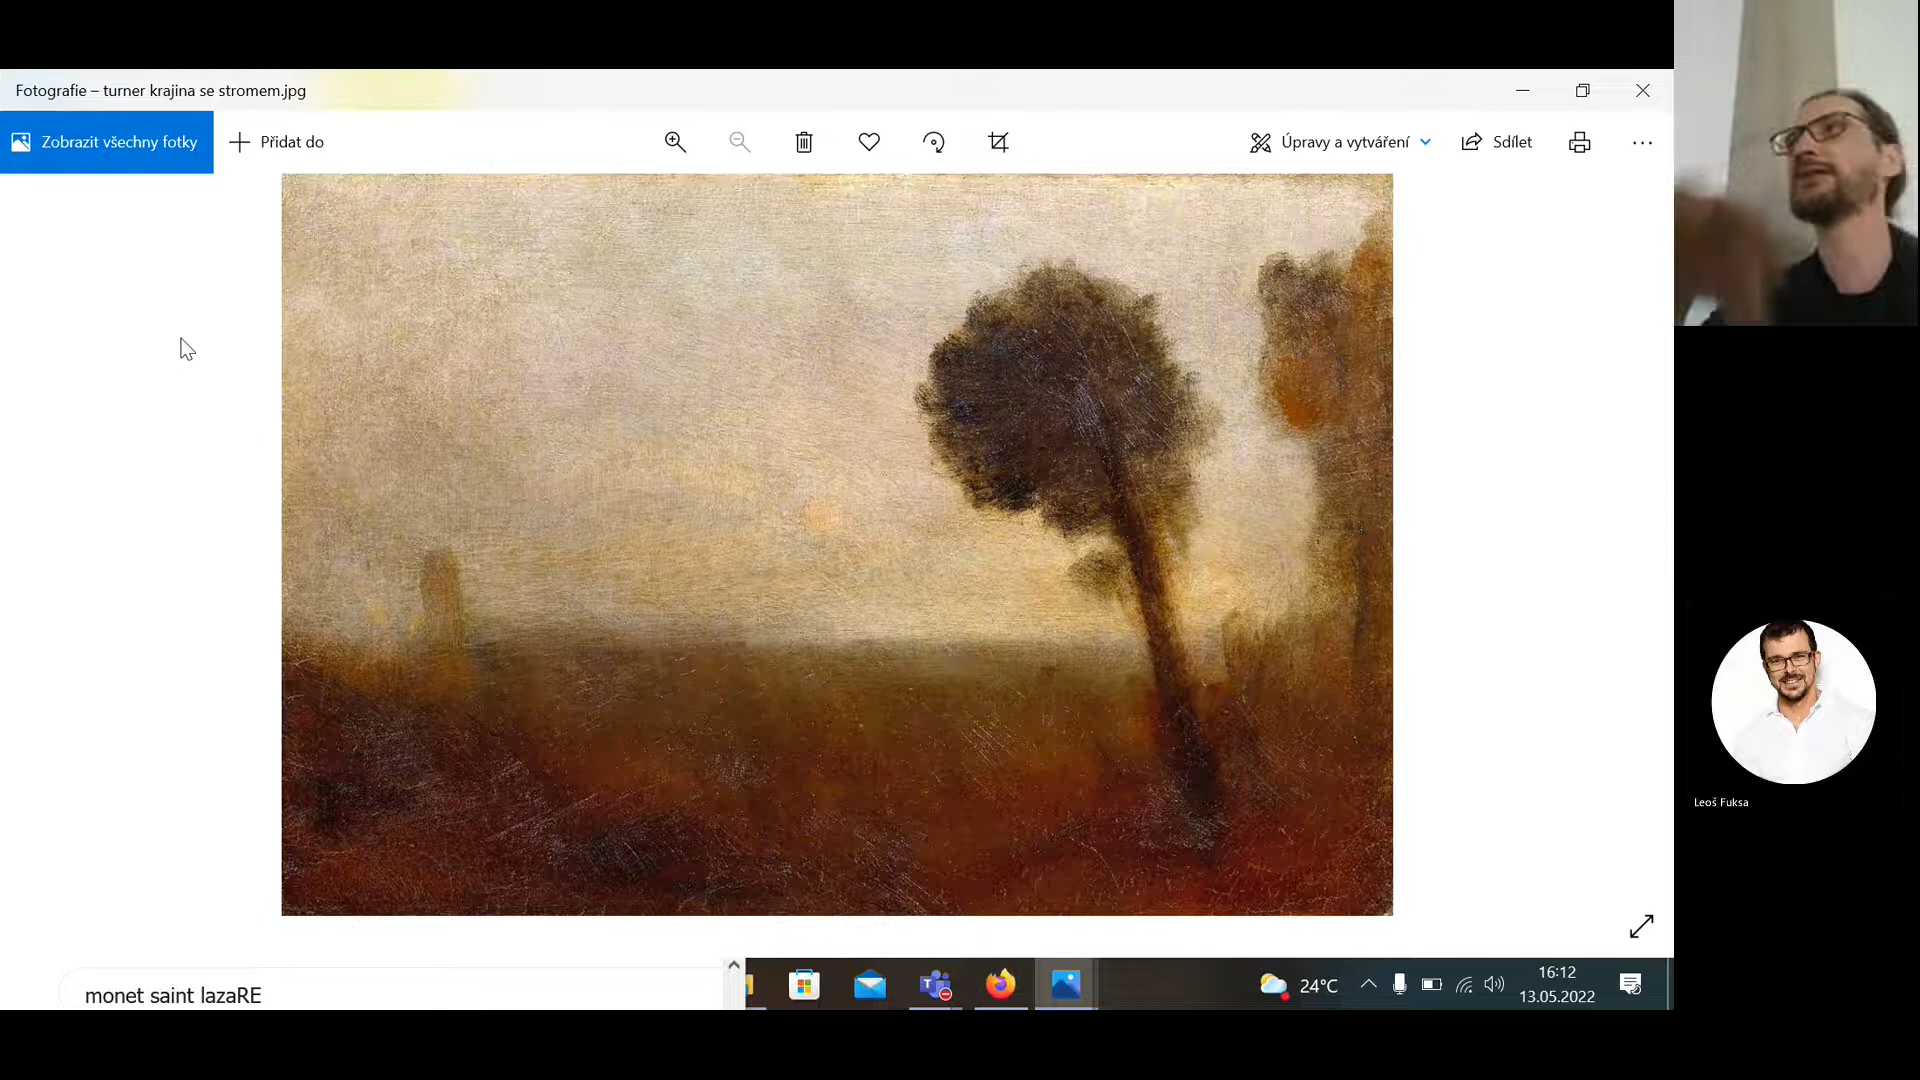 Fotografie – turner krajina se stromem.jpg
Zobrazit všechny fotky
Přidat do
Úpravy a vytváření
Sdílet
Leoš Fuksa
monet saint lazaRE
24°C
16:12
13.05.2022